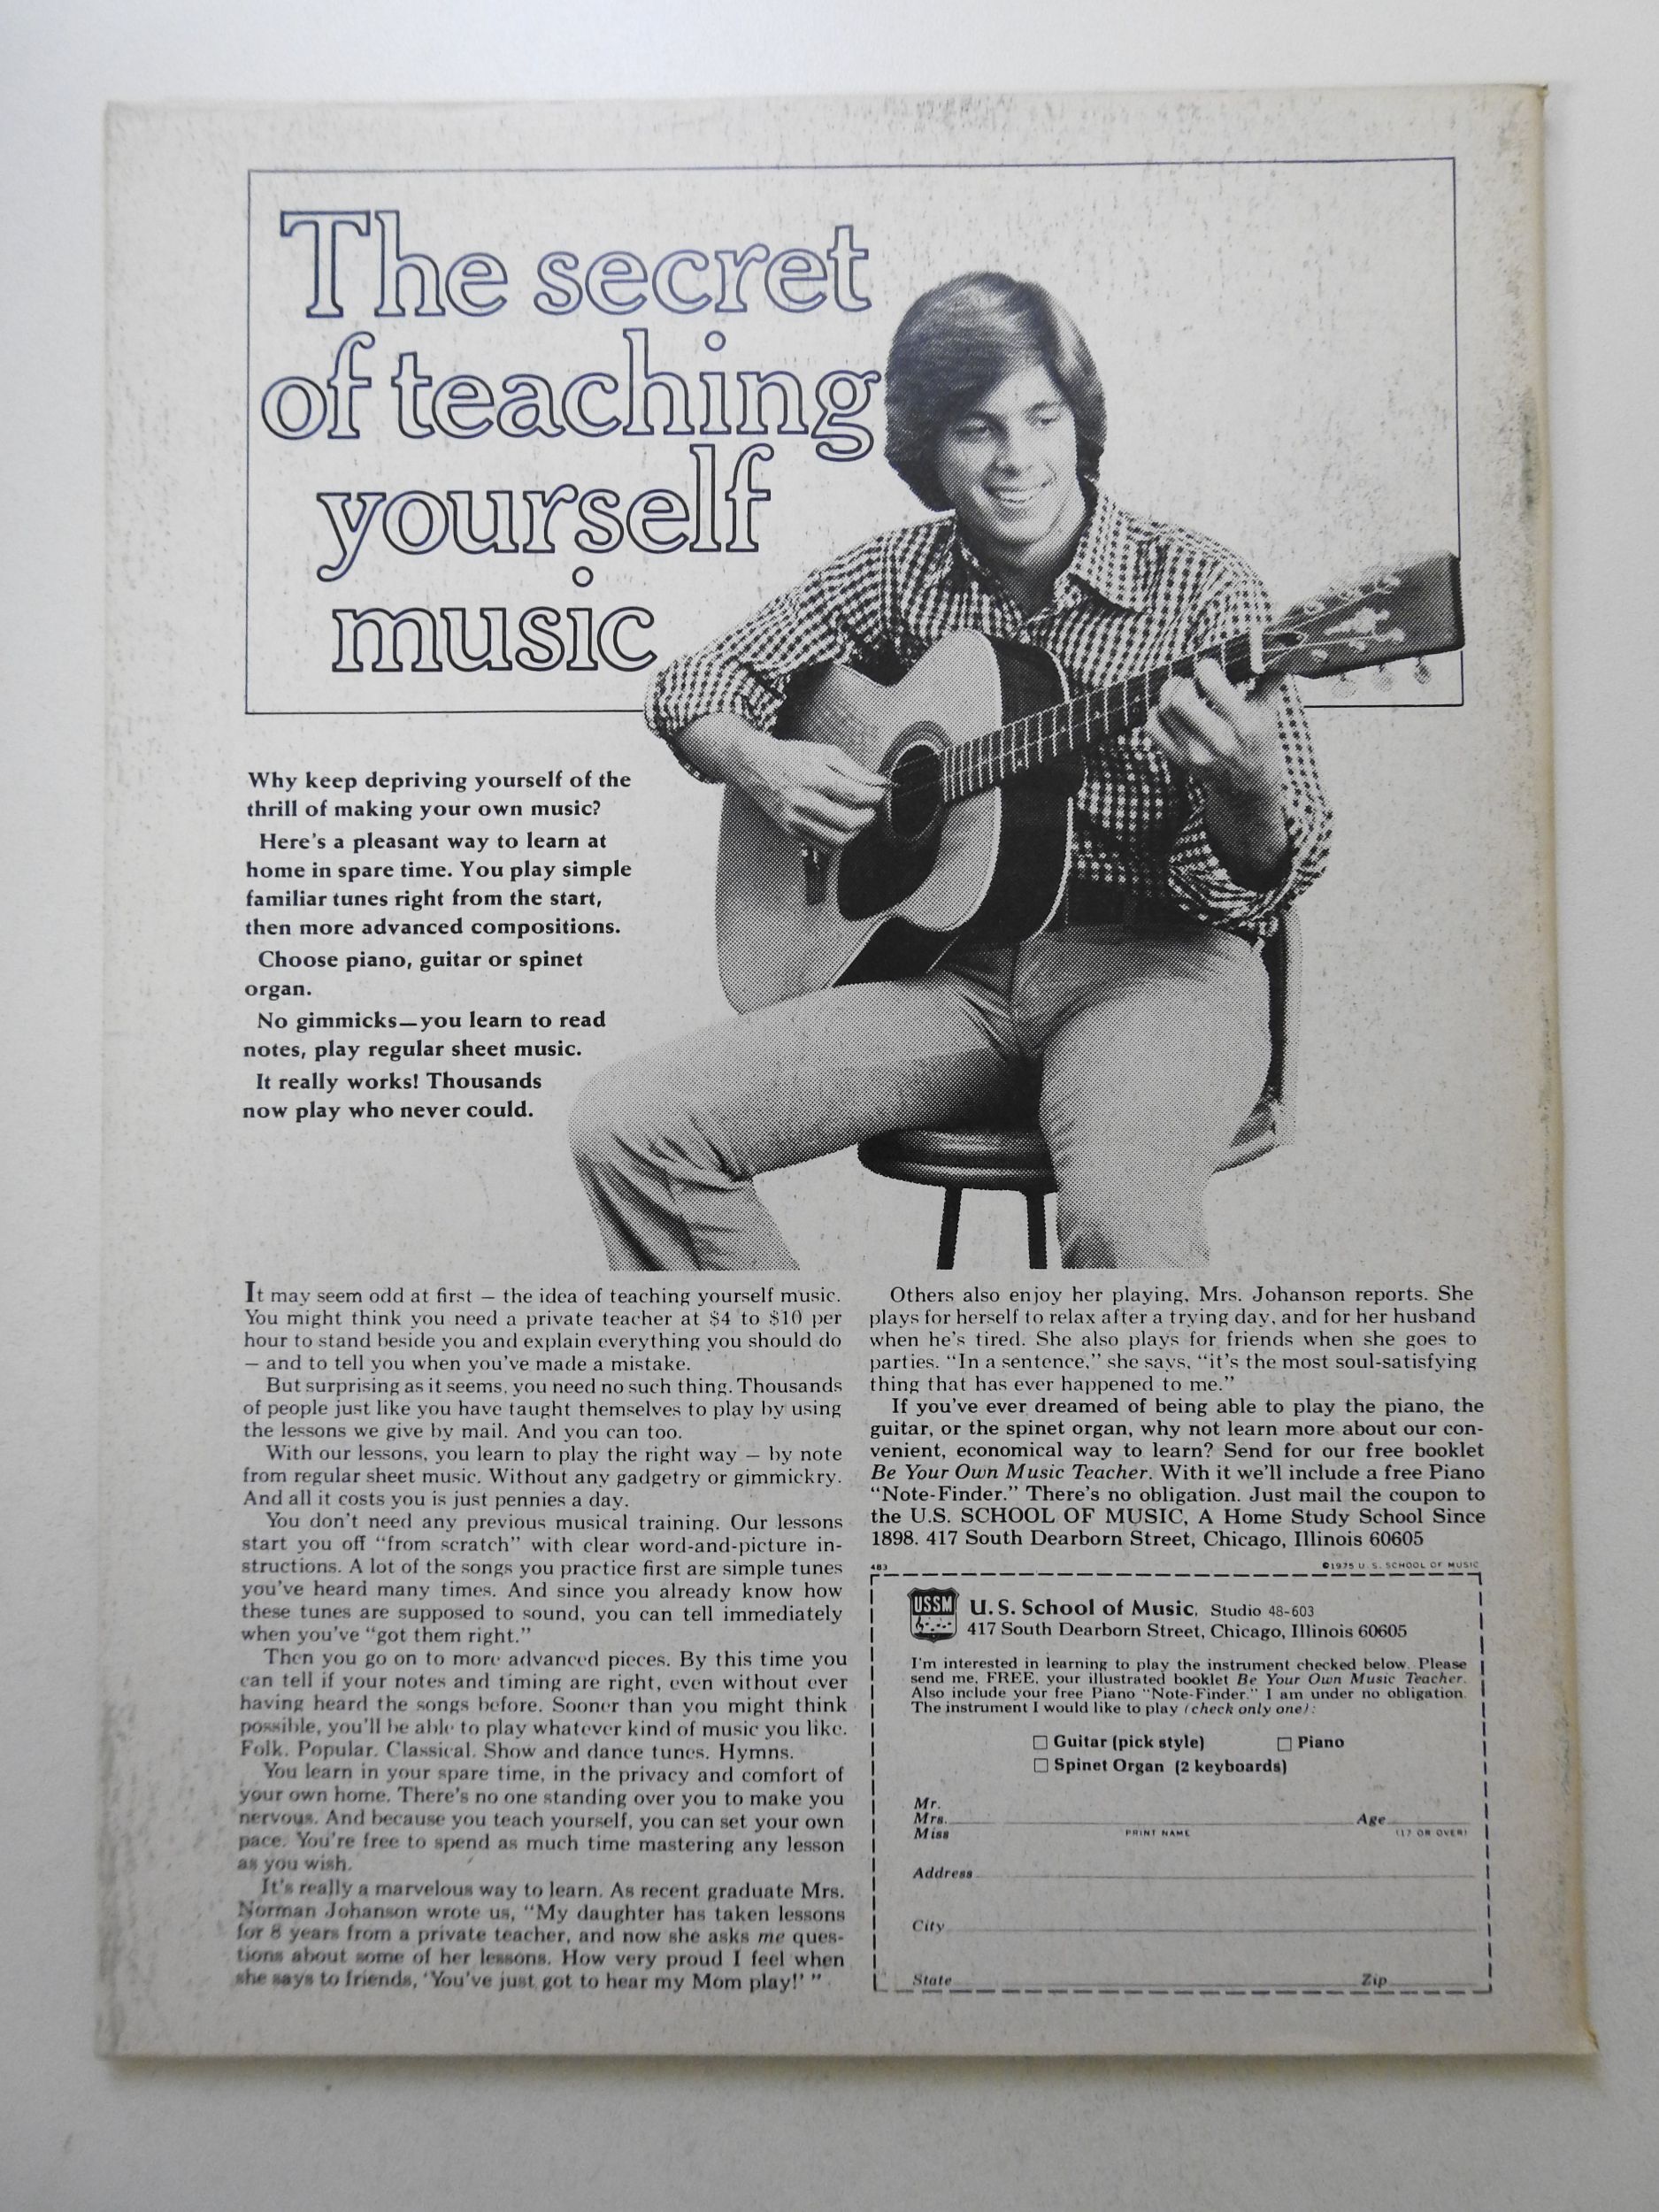 The secret
of teaching
yourself
music
Why keep depriving yourself of the
thrill of making your own music?
Here's a pleasant way to learn at
home in spare time. You play simple
familiar tunes right from the start,
then more advanced compositions.
Choose piano, guitar or spinet
organ.
No gimmicks—you learn to read
notes, play regular sheet music.
It really works! Thousands
now play who never could.
It may seem odd at first — the idea of teaching yourself music.
You might think you need a private teacher at $4 to $10 per
hour to stand beside you and explain everything you should do
— and to tell you when you've made a mistake.
But surprising as it seems, you need no such thing. Thousands
of people just like you have taught themselves to play by using
the lessons we give by mail. And you can too.
With our lessons, you learn to play the right way — by note
from regular sheet music. Without any gadgetry or gimmickry.
And all it costs you is just pennies a day.
You don't need any previous musical training. Our lessons
start you off "from scratch" with clear word-and-picture in-
structions. A lot of the songs you practice first are simple tunes
you've heard many times. And since you already know how
these tunes are supposed to sound, you can tell immediately
when you've "got them right."
Then you go on to more advanced pieces. By this time you
can tell if your notes and timing are right, even without ever
having heard the songs before. Sooner than you might think
possible, you'll be able to play whatever kind of music you like.
Folk. Popular. Classical. Show and dance tunes. Hymns.
You learn in your spare time, in the privacy and comfort of
your own home. There's no one standing over you to make you
nervous. And because you teach yourself, you can set your own
pace. You're free to spend as much time mastering any lesson
as you wish.
It's really a marvelous way to learn. As recent graduate Mrs.
Norman Johanson wrote us, "My daughter has taken lessons
for 8 years from a private teacher, and now she asks me ques-
tions about some of her lessons. How very proud I feel when
she says to friends, 'You've just got to hear my Mom play!' "
Others also enjoy her playing, Mrs. Johanson reports. She
plays for herself to relax after a trying day, and for her husband
when he's tired. She also plays for friends when she goes to
parties. "In a sentence," she says, "it's the most soul-satisfying
thing that has ever happened to me."
If you've ever dreamed of being able to play the piano, the
guitar, or the spinet organ, why not learn more about our con-
venient, economical way to learn? Send for our free booklet
Be Your Own Music Teacher. With it we'll include a free Piano
"Note-Finder." There's no obligation. Just mail the coupon to
the U.S. SCHOOL OF MUSIC, A Home Study School Since
1898. 417 South Dearborn Street, Chicago, Illinois 60605
483 ©1975 U. S. SCHOOL OF MUSIC
USSM
U. S. School of Music, Studio 48-603
417 South Dearborn Street, Chicago, Illinois 60605
I'm interested in learning to play the instrument checked below. Please
send me, FREE, your illustrated booklet Be Your Own Music Teacher.
Also include your free Piano "Note-Finder." I am under no obligation.
The instrument I would like to play (check only one):
☐ Guitar (pick style) ☐ Piano
☐ Spinet Organ (2 keyboards)
Mr.
Mrs. Age
Miss PRINT NAME (17 OR OVER)
Address
City
State Zip